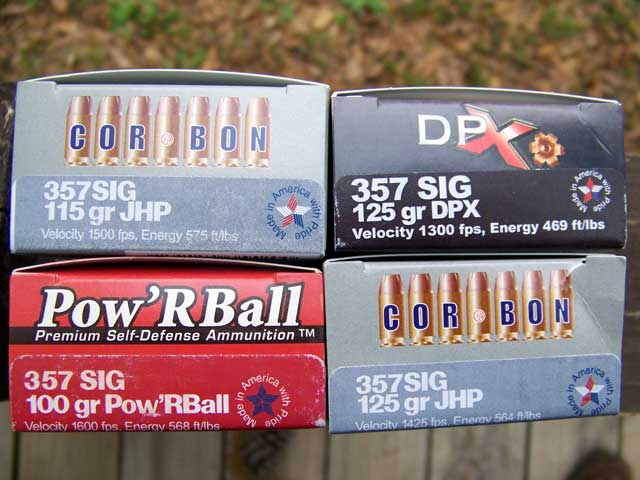 COR BON
357SIG
115 gr JHP
Velocity 1500 fps, Energy 575 ft/lbs
Made in America with Pride
DPX
357 SIG
125 gr DPX
Velocity 1300 fps, Energy 469 ft/lbs
Made in America with Pride
Pow'RBall
Premium Self-Defense Ammunition™
357 SIG
100 gr Pow'RBall
Velocity 1600 fps, Energy 568 ft/lbs
Made in America with Pride
COR BON
357SIG
125 gr JHP
Velocity 1425 fps, Energy 564 ft/lbs
Made in America with Pride